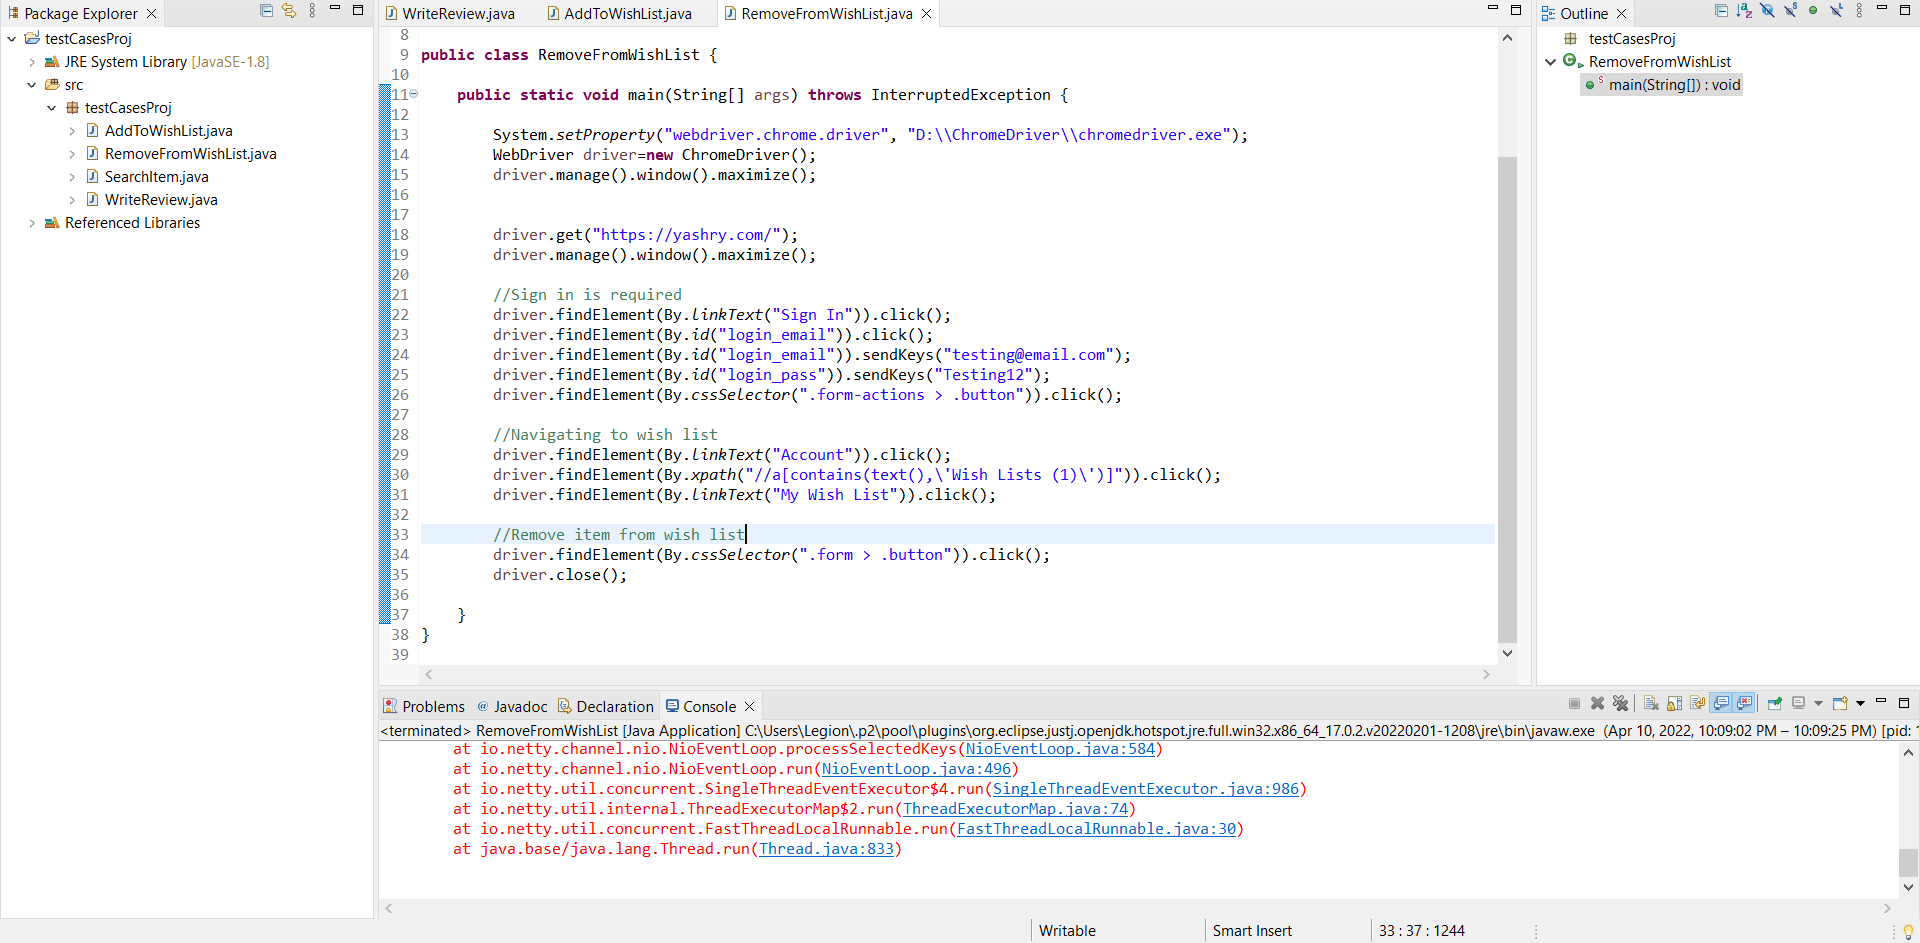 Package Explorer
testCasesProj
JRE System Library [JavaSE-1.8]
src
testCasesProj
AddToWishList.java
RemoveFromWishList.java
SearchItem.java
WriteReview.java
Referenced Libraries
WriteReview.java AddToWishList.java RemoveFromWishList.java
8
9 public class RemoveFromWishList {
10
11 public static void main(String[] args) throws InterruptedException {
12
13 System.setProperty("webdriver.chrome.driver", "D:\\ChromeDriver\\chromedriver.exe");
14 WebDriver driver=new ChromeDriver();
15 driver.manage().window().maximize();
16
17
18 driver.get("https://yashry.com/");
19 driver.manage().window().maximize();
20
21 //Sign in is required
22 driver.findElement(By.linkText("Sign In")).click();
23 driver.findElement(By.id("login_email")).click();
24 driver.findElement(By.id("login_email")).sendKeys("testing@email.com");
25 driver.findElement(By.id("login_pass")).sendKeys("Testing12");
26 driver.findElement(By.cssSelector(".form-actions > .button")).click();
27
28 //Navigating to wish list
29 driver.findElement(By.linkText("Account")).click();
30 driver.findElement(By.xpath("//a[contains(text(),\'Wish Lists (1)\')]")).click();
31 driver.findElement(By.linkText("My Wish List")).click();
32
33 //Remove item from wish list
34 driver.findElement(By.cssSelector(".form > .button")).click();
35 driver.close();
36
37 }
38 }
39
Outline
testCasesProj
RemoveFromWishList
main(String[]) : void
Problems Javadoc Declaration Console
<terminated> RemoveFromWishList [Java Application] C:\Users\Legion\.p2\pool\plugins\org.eclipse.justj.openjdk.hotspot.jre.full.win32.x86_64_17.0.2.v20220201-1208\jre\bin\javaw.exe (Apr 10, 2022, 10:09:02 PM – 10:09:25 PM) [pid: 1
at io.netty.channel.nio.NioEventLoop.processSelectedKeys(NioEventLoop.java:584)
at io.netty.channel.nio.NioEventLoop.run(NioEventLoop.java:496)
at io.netty.util.concurrent.SingleThreadEventExecutor$4.run(SingleThreadEventExecutor.java:986)
at io.netty.util.internal.ThreadExecutorMap$2.run(ThreadExecutorMap.java:74)
at io.netty.util.concurrent.FastThreadLocalRunnable.run(FastThreadLocalRunnable.java:30)
at java.base/java.lang.Thread.run(Thread.java:833)
Writable Smart Insert 33 : 37 : 1244